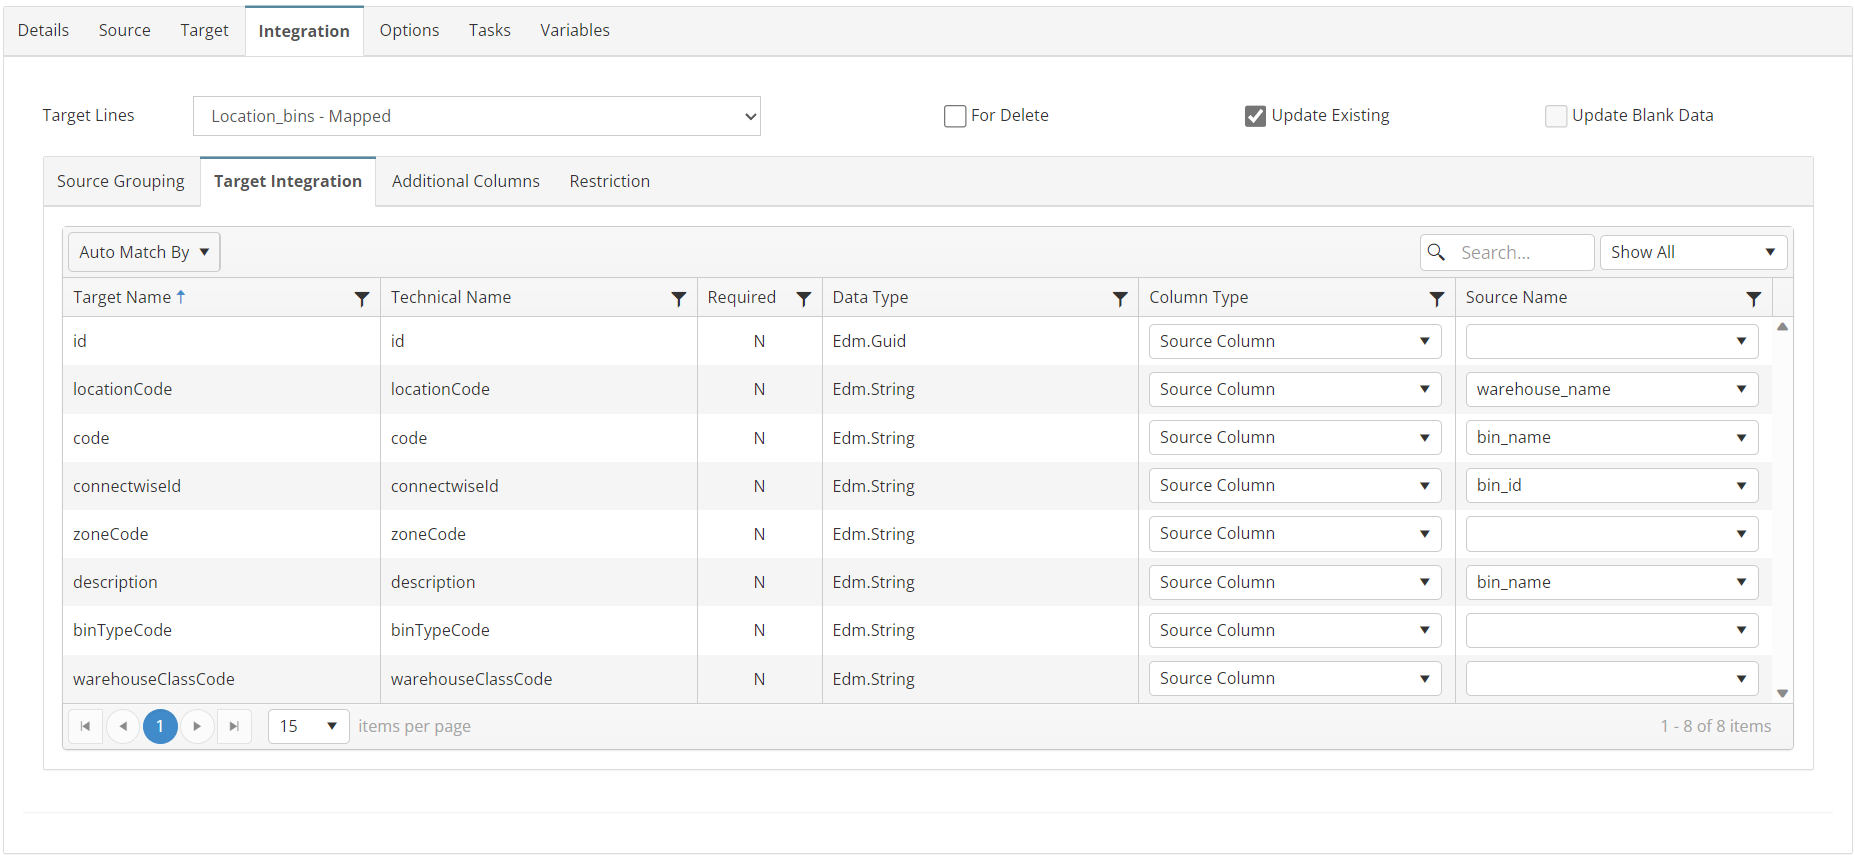 Details Source Target Integration Options Tasks Variables
Target Lines Location_bins - Mapped For Delete Update Existing Update Blank Data
Source Grouping Target Integration Additional Columns Restriction
Auto Match By Search... Show All
Target Name Technical Name Required Data Type Column Type Source Name
id id N Edm.Guid Source Column
locationCode locationCode N Edm.String Source Column warehouse_name
code code N Edm.String Source Column bin_name
connectwiseId connectwiseId N Edm.String Source Column bin_id
zoneCode zoneCode N Edm.String Source Column
description description N Edm.String Source Column bin_name
binTypeCode binTypeCode N Edm.String Source Column
warehouseClassCode warehouseClassCode N Edm.String Source Column
1 15 items per page 1 - 8 of 8 items